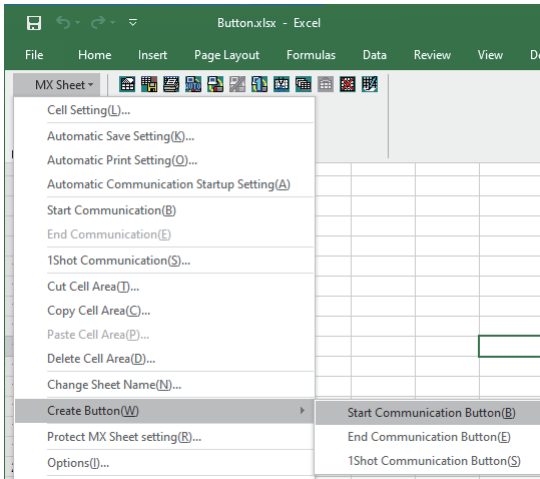 Button.xlsx - Excel
File Home Insert Page Layout Formulas Data Review View
MX Sheet
Cell Setting(L)...
Automatic Save Setting(K)...
Automatic Print Setting(O)...
Automatic Communication Startup Setting(A)
Start Communication(B)
End Communication(E)
1Shot Communication(S)...
Cut Cell Area(T)...
Copy Cell Area(C)...
Paste Cell Area(P)...
Delete Cell Area(D)...
Change Sheet Name(N)...
Create Button(W)
Start Communication Button(B)
Protect MX Sheet setting(R)...
End Communication Button(E)
Options(I)...
1Shot Communication Button(S)